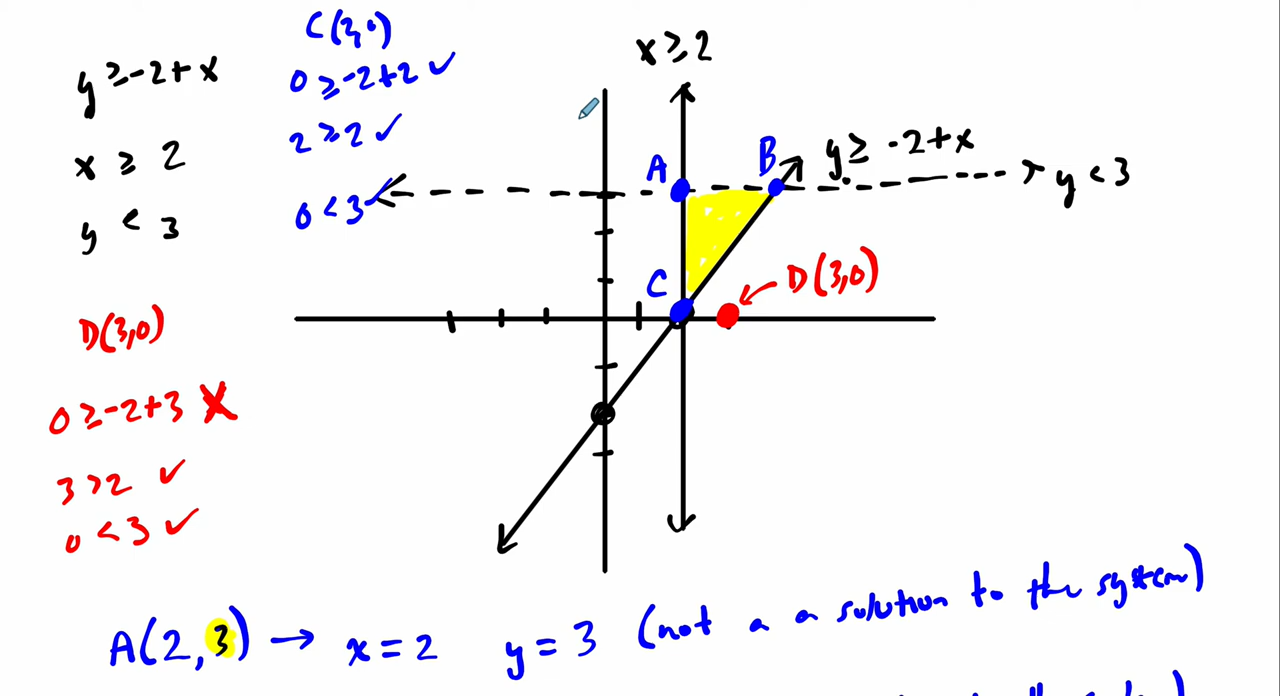 y ≥ -2 + x
x ≥ 2
y < 3
C(2,0)
0 ≥ -2+2 ✓
2 ≥ 2 ✓
0 < 3 ✓
x ≥ 2
A
B
y ≥ -2+x
y < 3
C
D(3,0)
D(3,0)
0 ≥ -2+3 X
3 > 2 ✓
0 < 3 ✓
A(2, 3) → x = 2 y = 3 (not a a solution to the system)